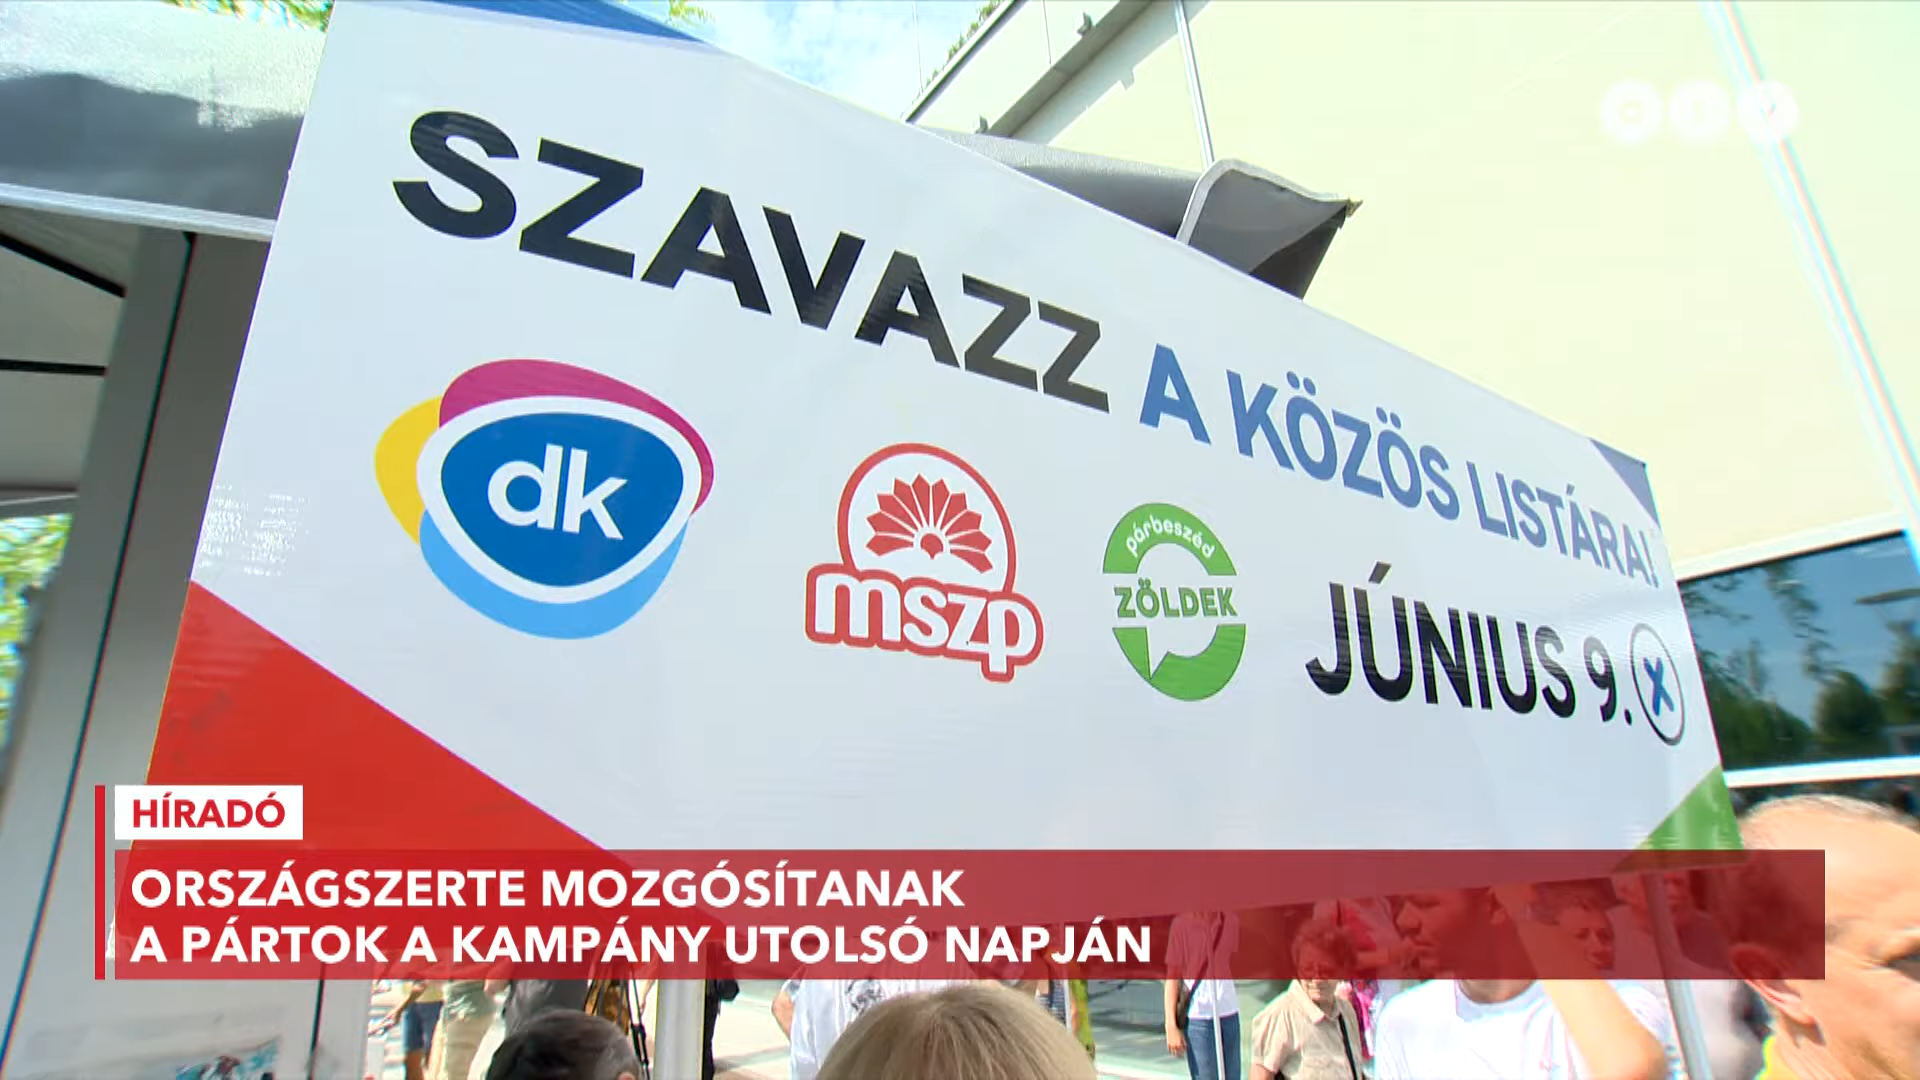 SZAVAZZ A KÖZÖS LISTÁRA!
dk
mszp
párbeszéd
ZÖLDEK
JÚNIUS 9.
HÍRADÓ
ORSZÁGSZERTE MOZGÓSÍTANAK
A PÁRTOK A KAMPÁNY UTOLSÓ NAPJÁN